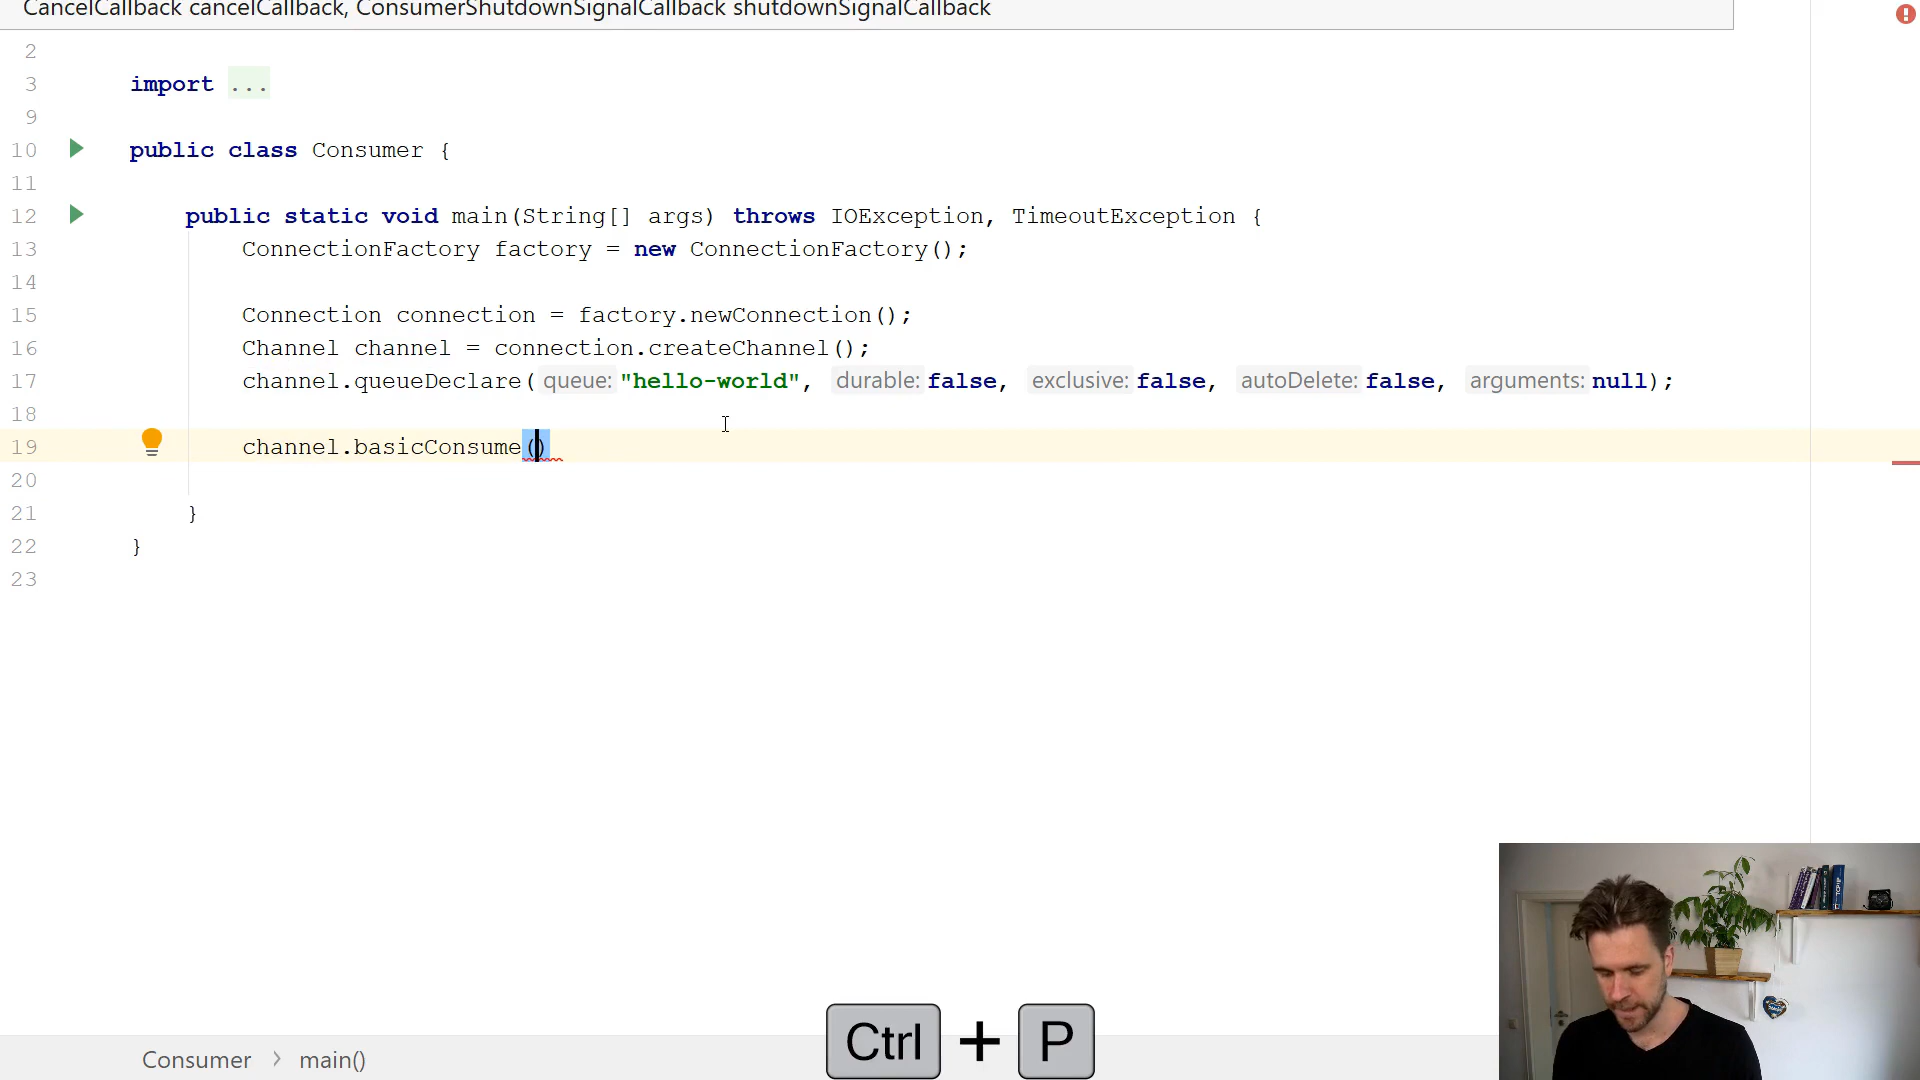 CancelCallback cancelCallback, ConsumerShutdownSignalCallback shutdownSignalCallback
2
3 import ...
9
10 public class Consumer {
11
12 public static void main(String[] args) throws IOException, TimeoutException {
13 ConnectionFactory factory = new ConnectionFactory();
14
15 Connection connection = factory.newConnection();
16 Channel channel = connection.createChannel();
17 channel.queueDeclare( queue: "hello-world", durable: false, exclusive: false, autoDelete: false, arguments: null);
18
19 channel.basicConsume()
20
21 }
22 }
23
Ctrl + P
Consumer > main()